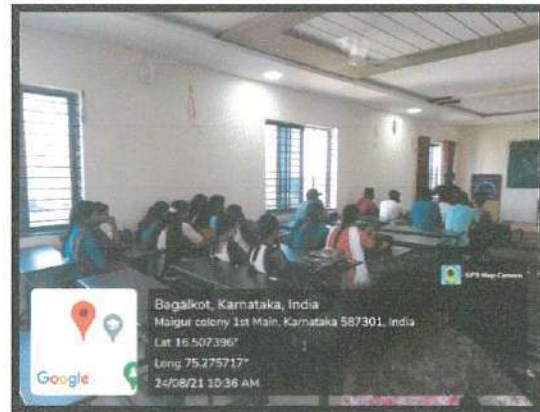 GPS Map Camera
Bagalkot, Karnataka, India
Maigur colony 1st Main, Karnataka 587301, India
Lat 16.507396°
Long 75.275717°
24/08/21 10:36 AM
Google